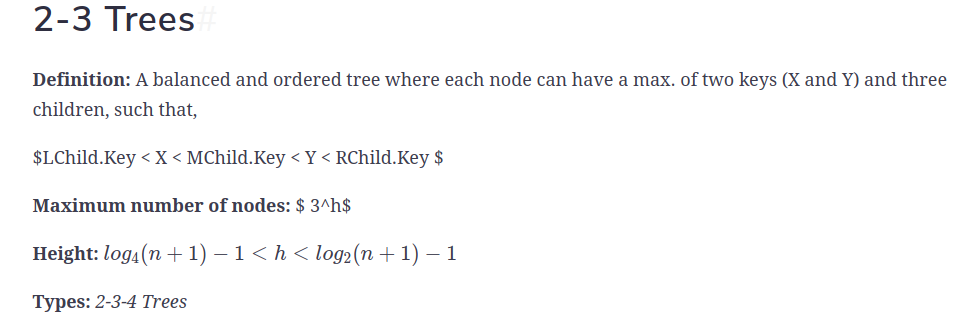 2-3 Trees#
Definition: A balanced and ordered tree where each node can have a max. of two keys (X and Y) and three
children, such that,
$LChild.Key < X < MChild.Key < Y < RChild.Key $
Maximum number of nodes: $ 3^h$
Height: log₄(n + 1) − 1 < h < log₂(n + 1) − 1
Types: 2-3-4 Trees